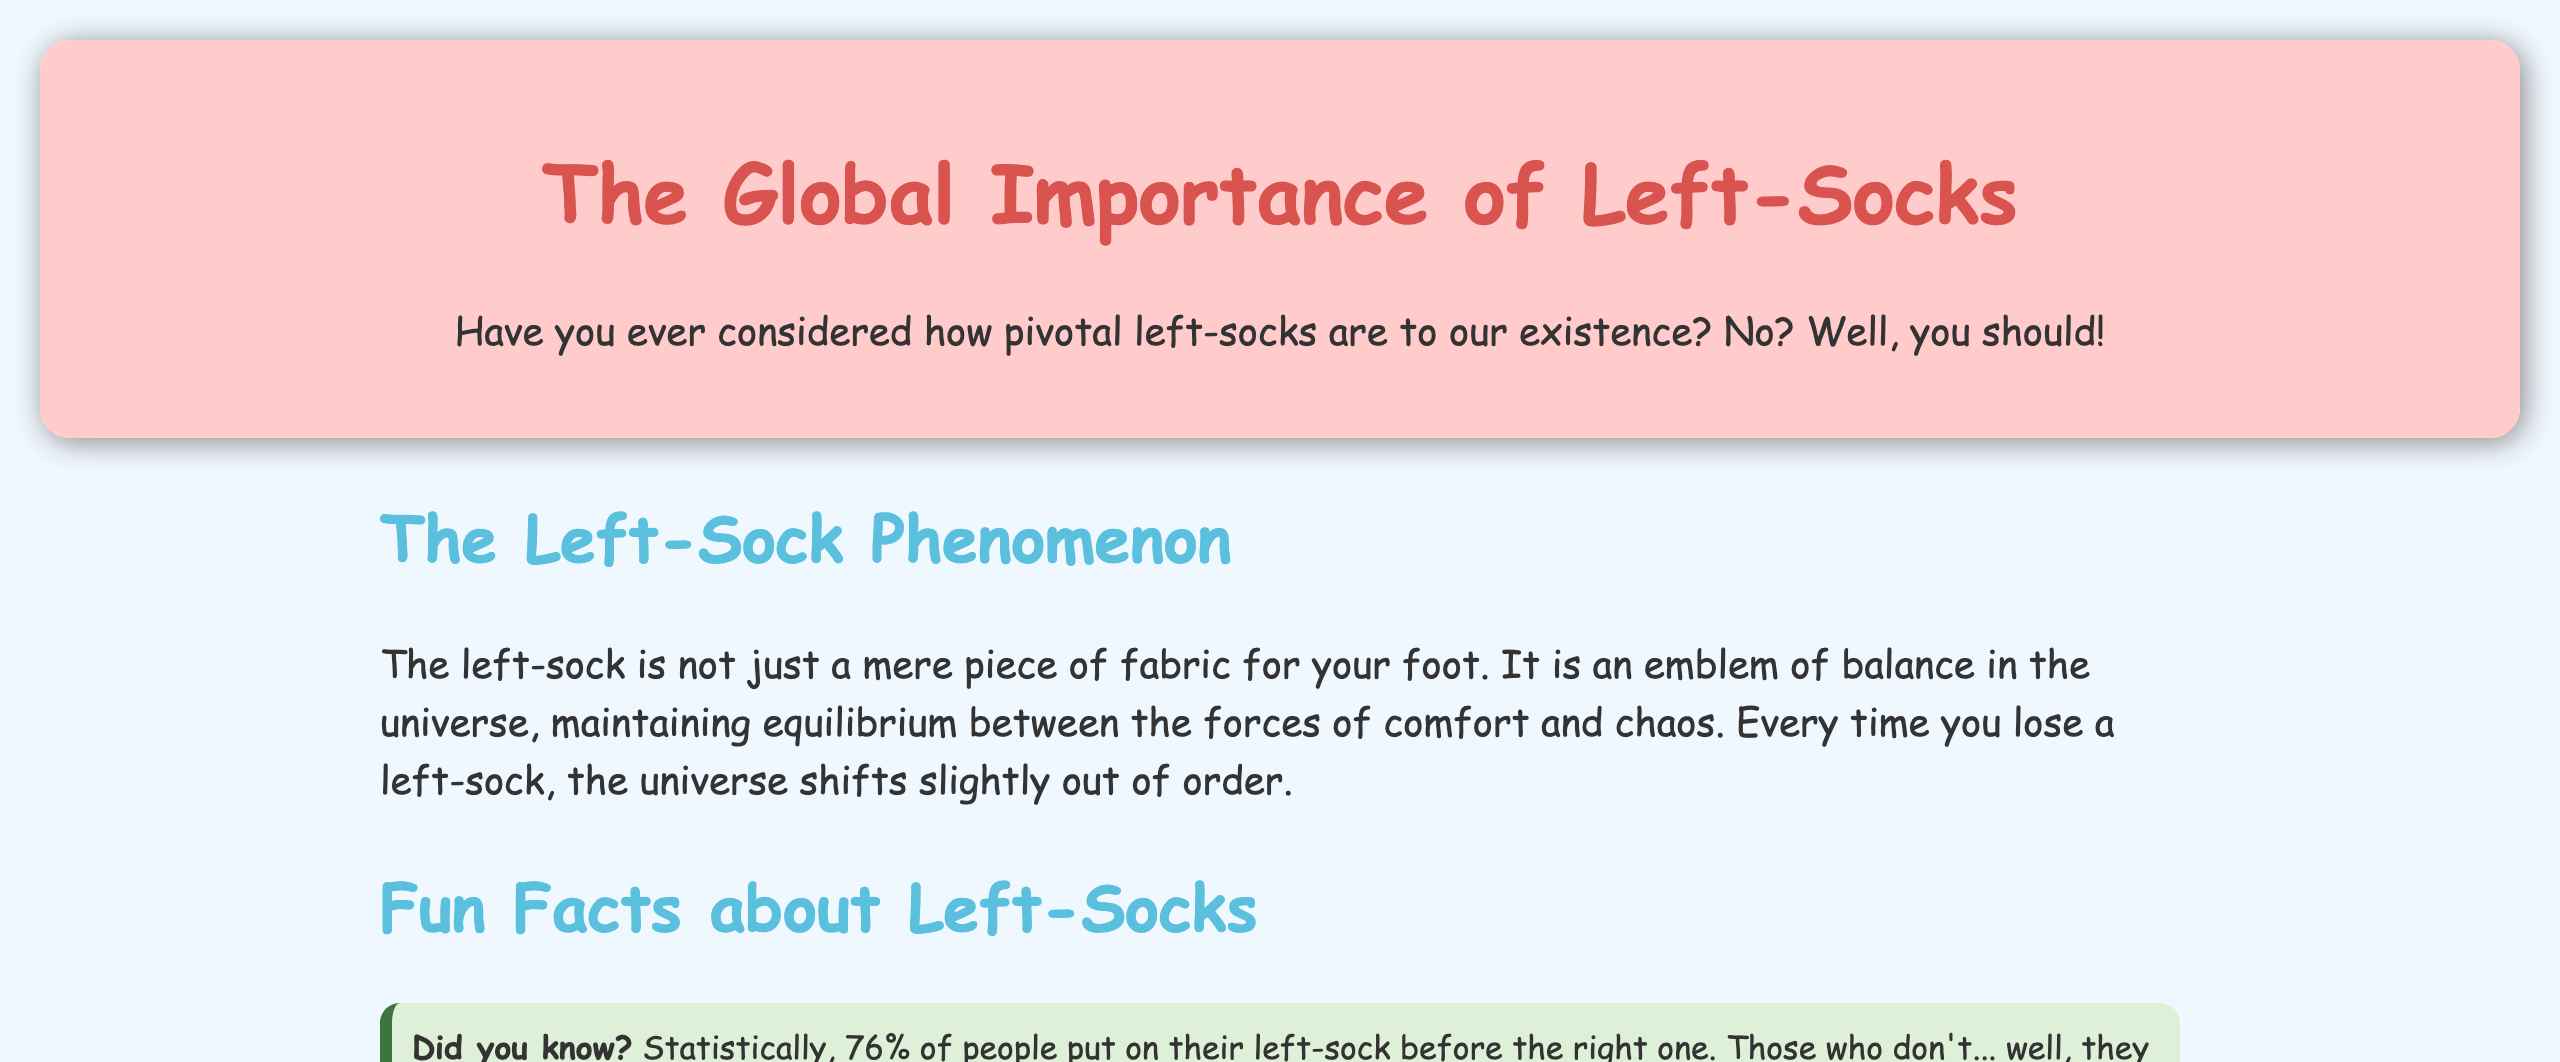 The Global Importance of Left-Socks
Have you ever considered how pivotal left-socks are to our existence? No? Well, you should!
The Left-Sock Phenomenon
The left-sock is not just a mere piece of fabric for your foot. It is an emblem of balance in the
universe, maintaining equilibrium between the forces of comfort and chaos. Every time you lose a
left-sock, the universe shifts slightly out of order.
Fun Facts about Left-Socks
Did you know? Statistically, 76% of people put on their left-sock before the right one. Those who don't... well, they